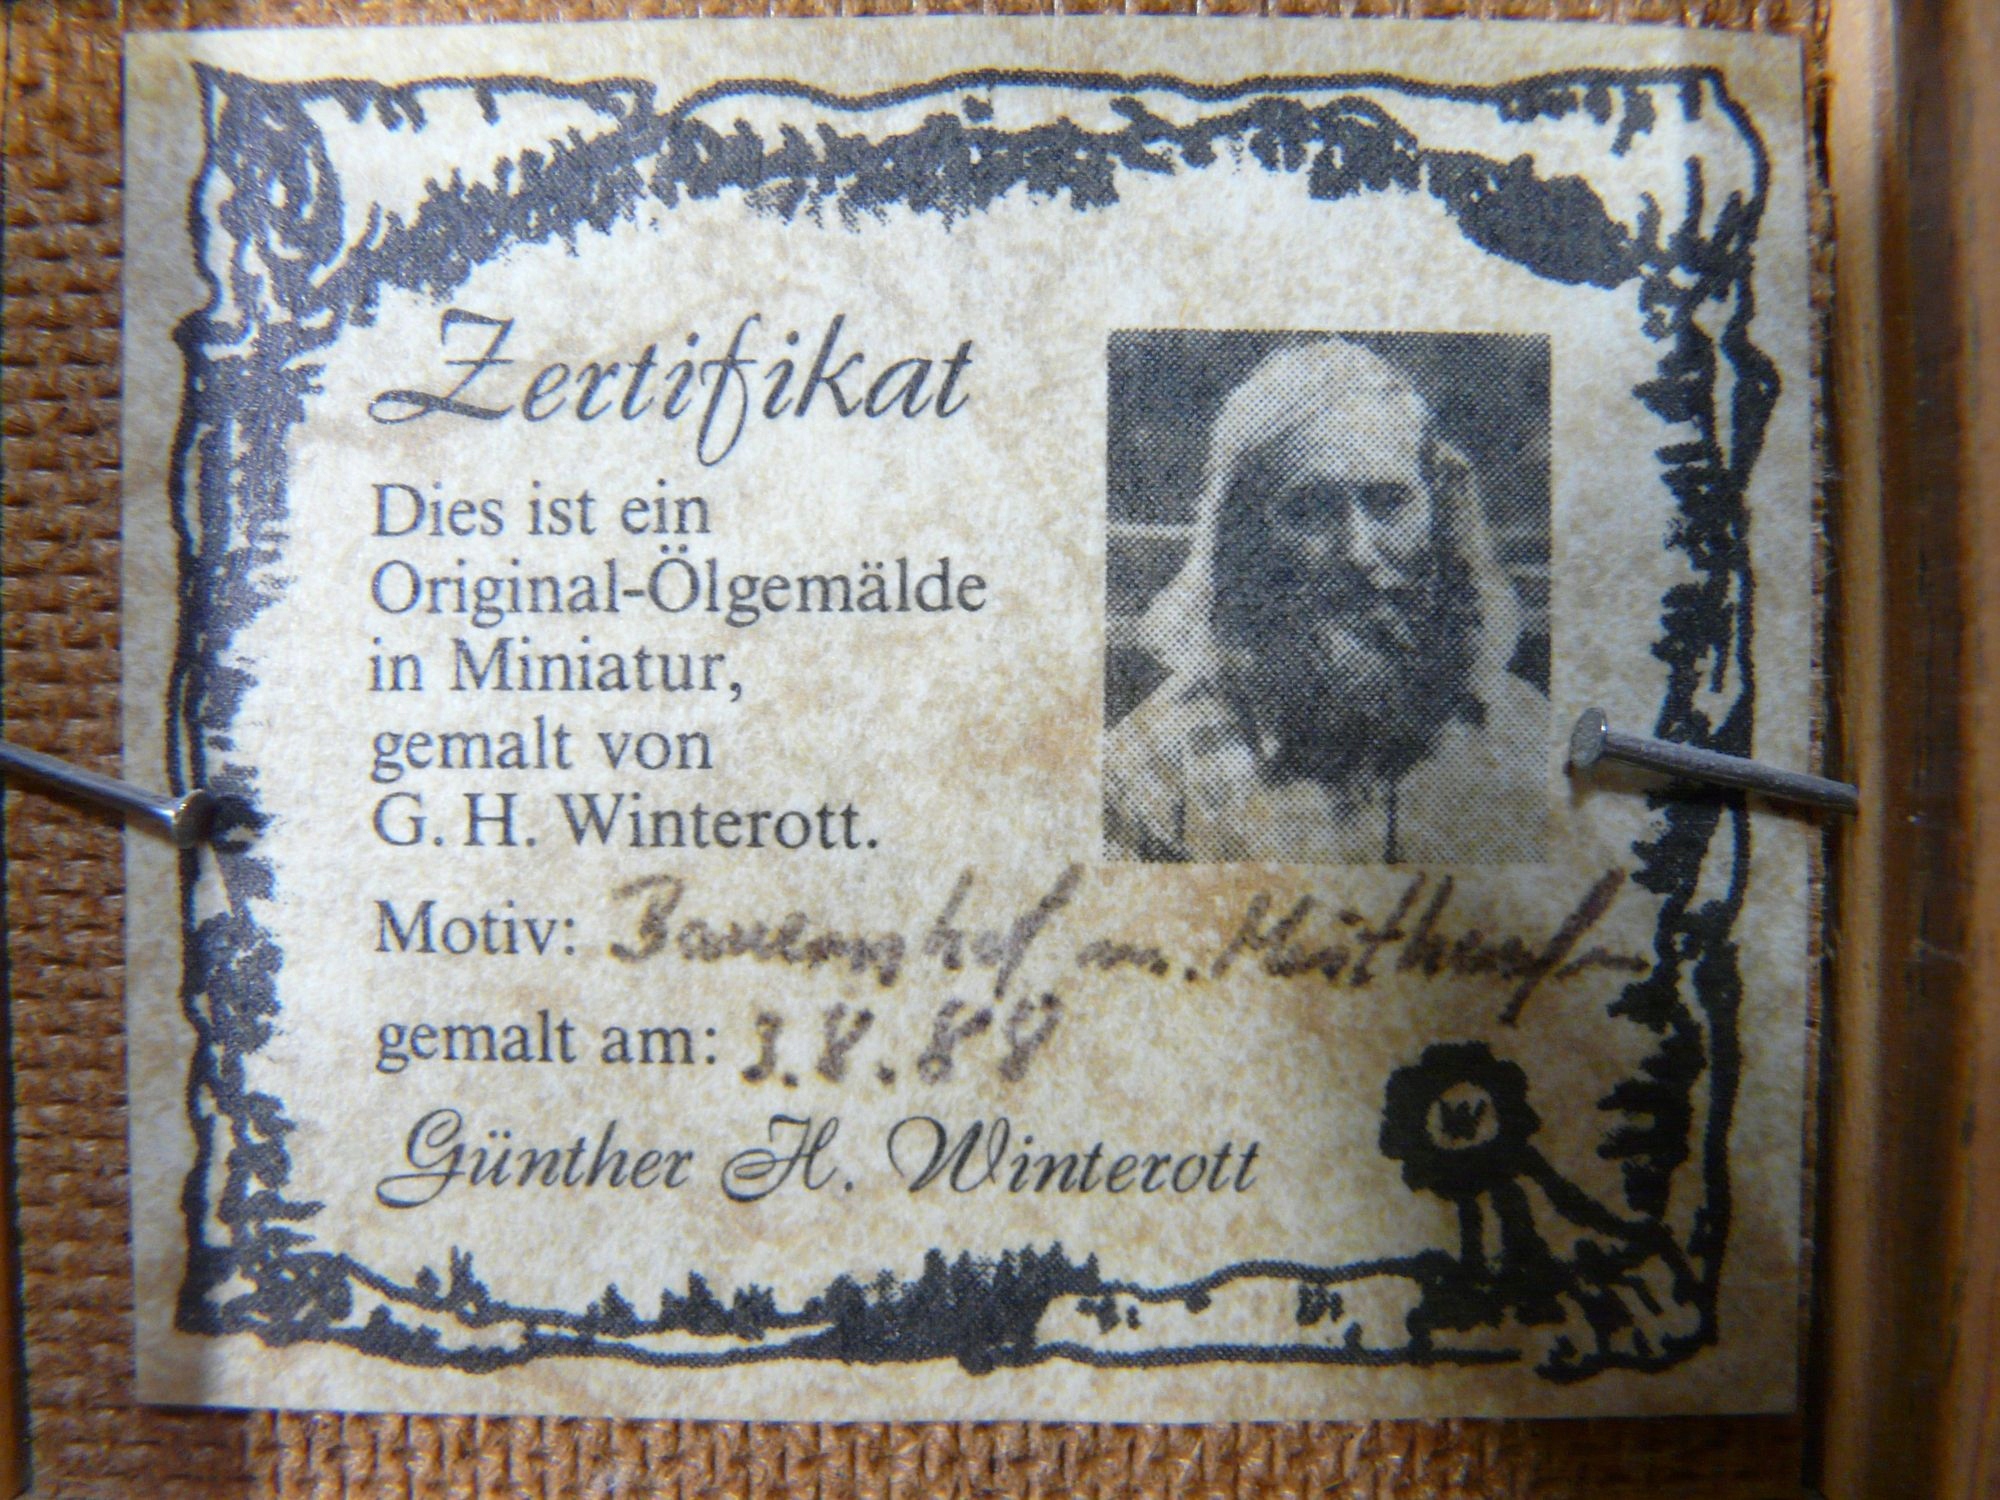 Zertifikat
Dies ist ein
Original-Ölgemälde
in Miniatur,
gemalt von
G. H. Winterott.
Motiv: Bauernhof
gemalt am: 3.8.88
Günther H. Winterott
W